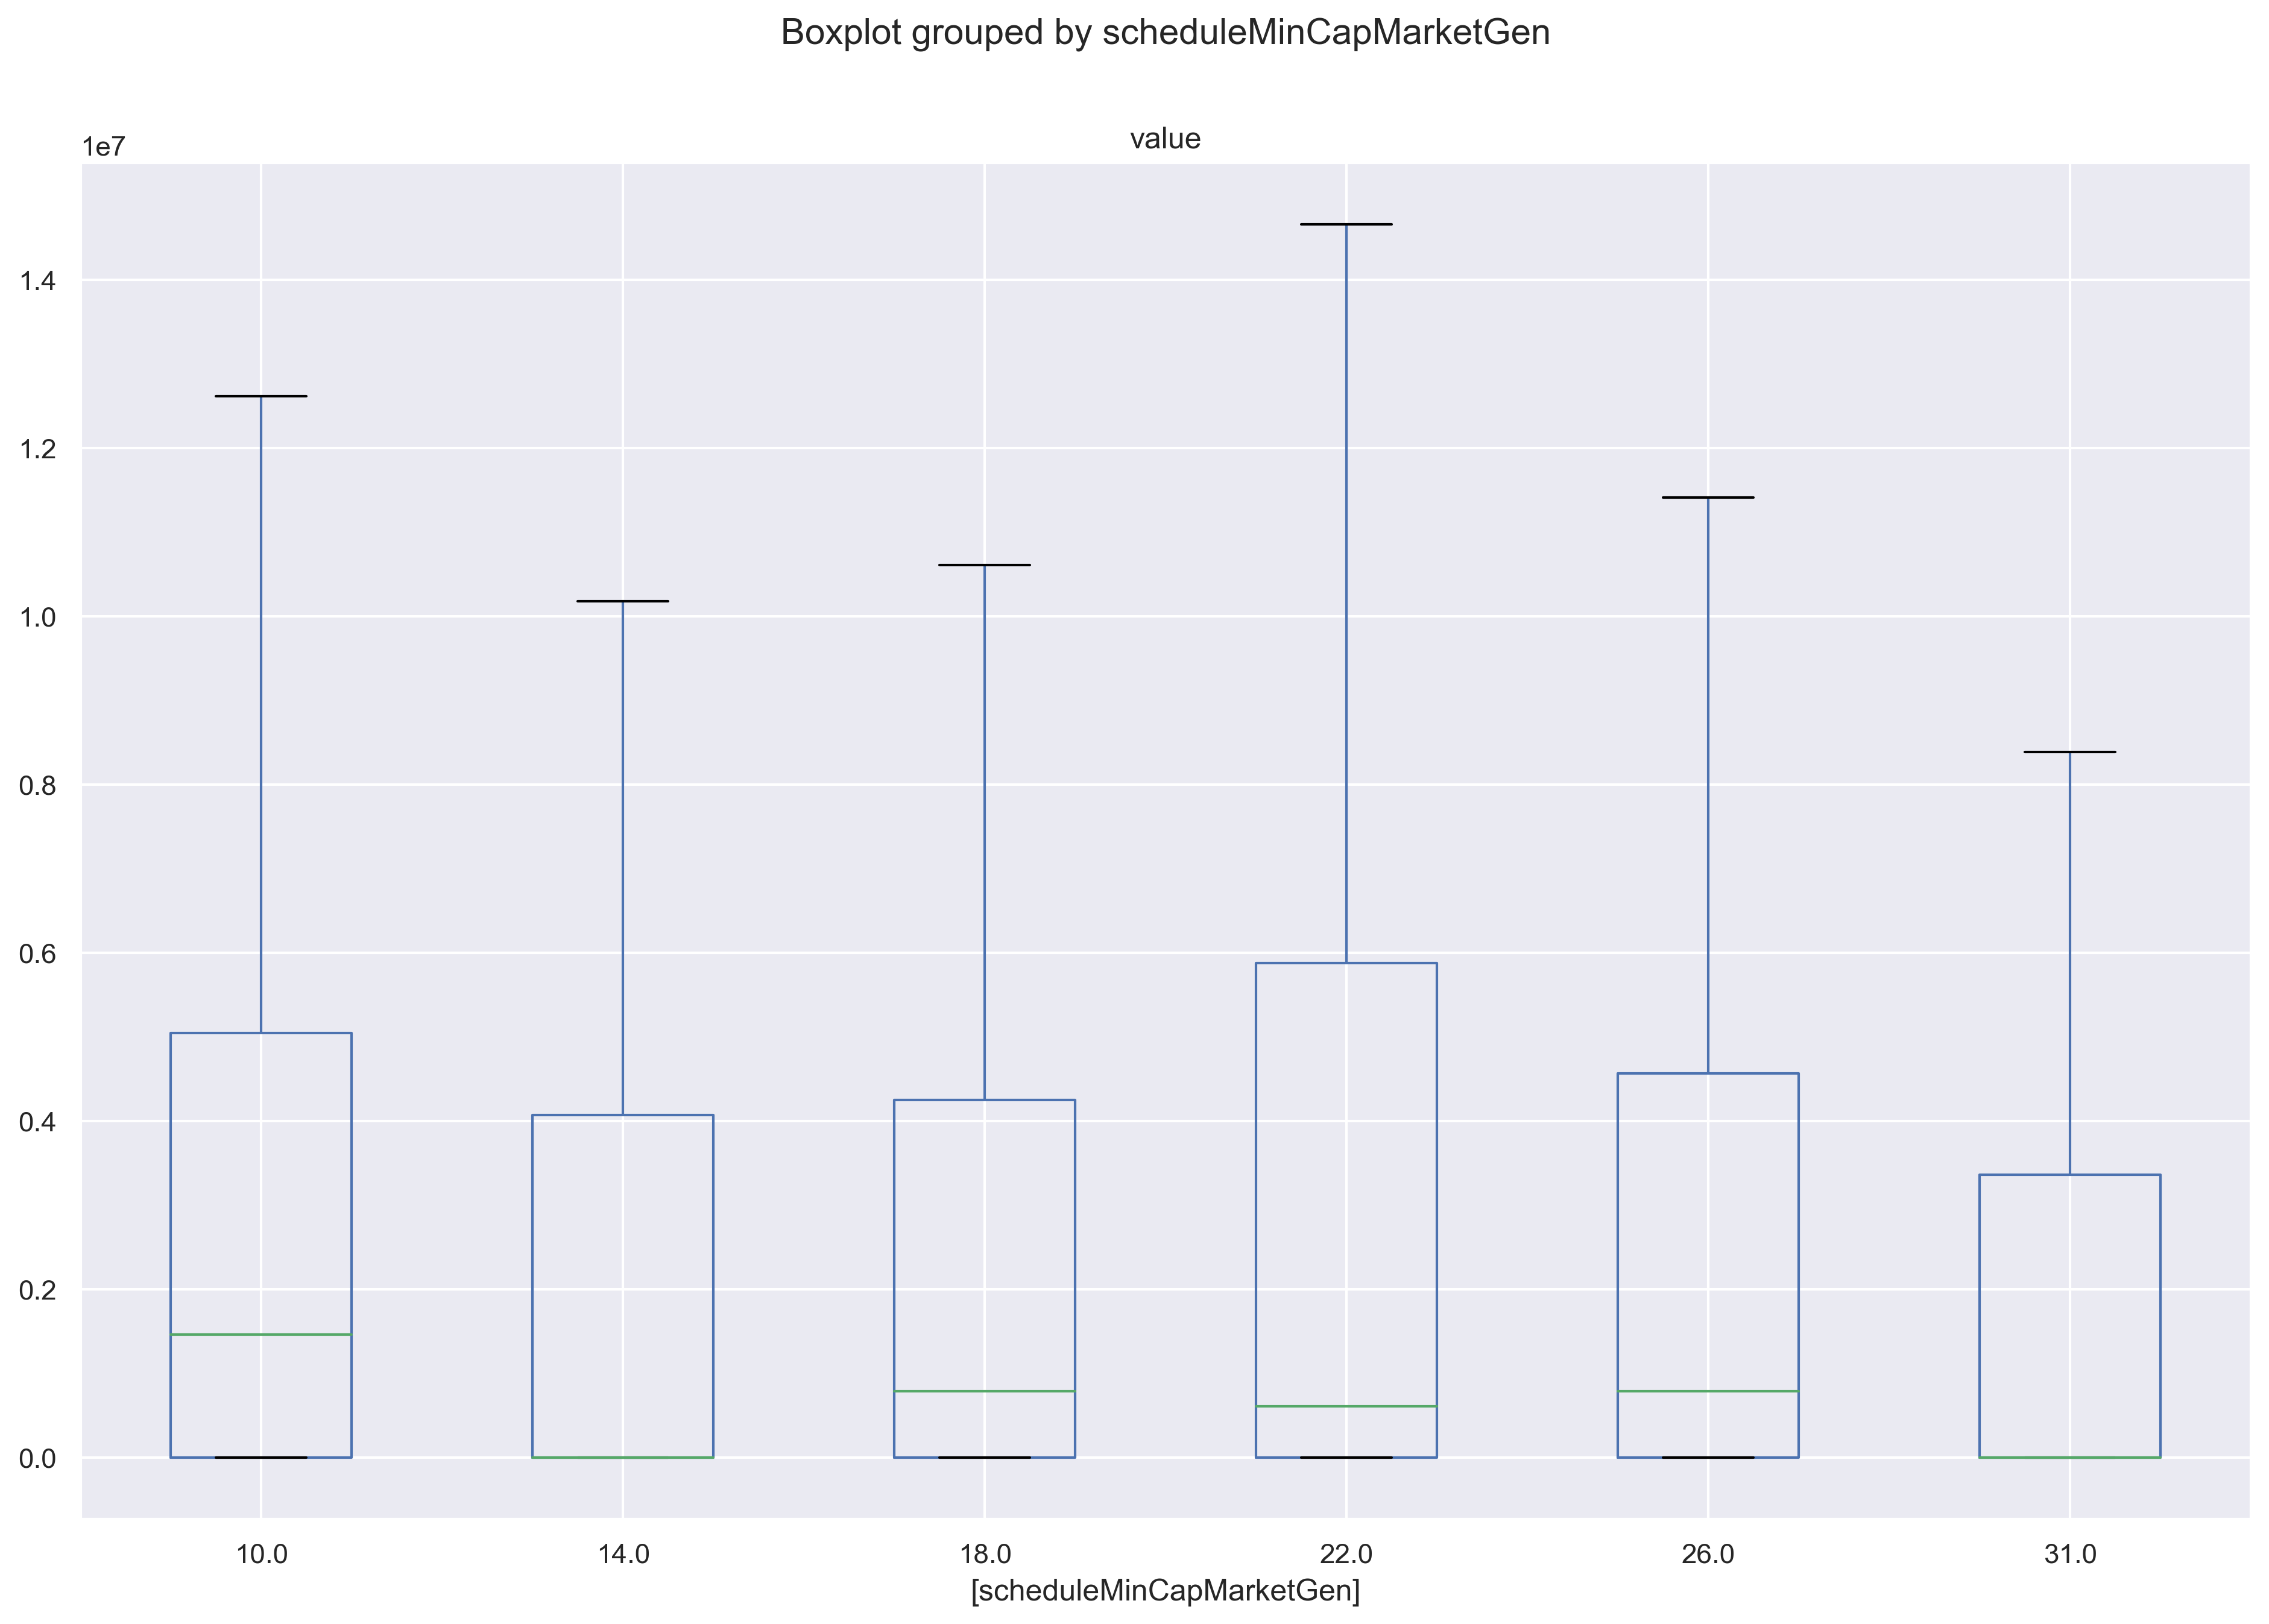 Boxplot grouped by scheduleMinCapMarketGen
value
1e7
1.4
1.2
1.0
0.8
0.6
0.4
0.2
0.0
10.0 14.0 18.0 22.0 26.0 31.0
[scheduleMinCapMarketGen]